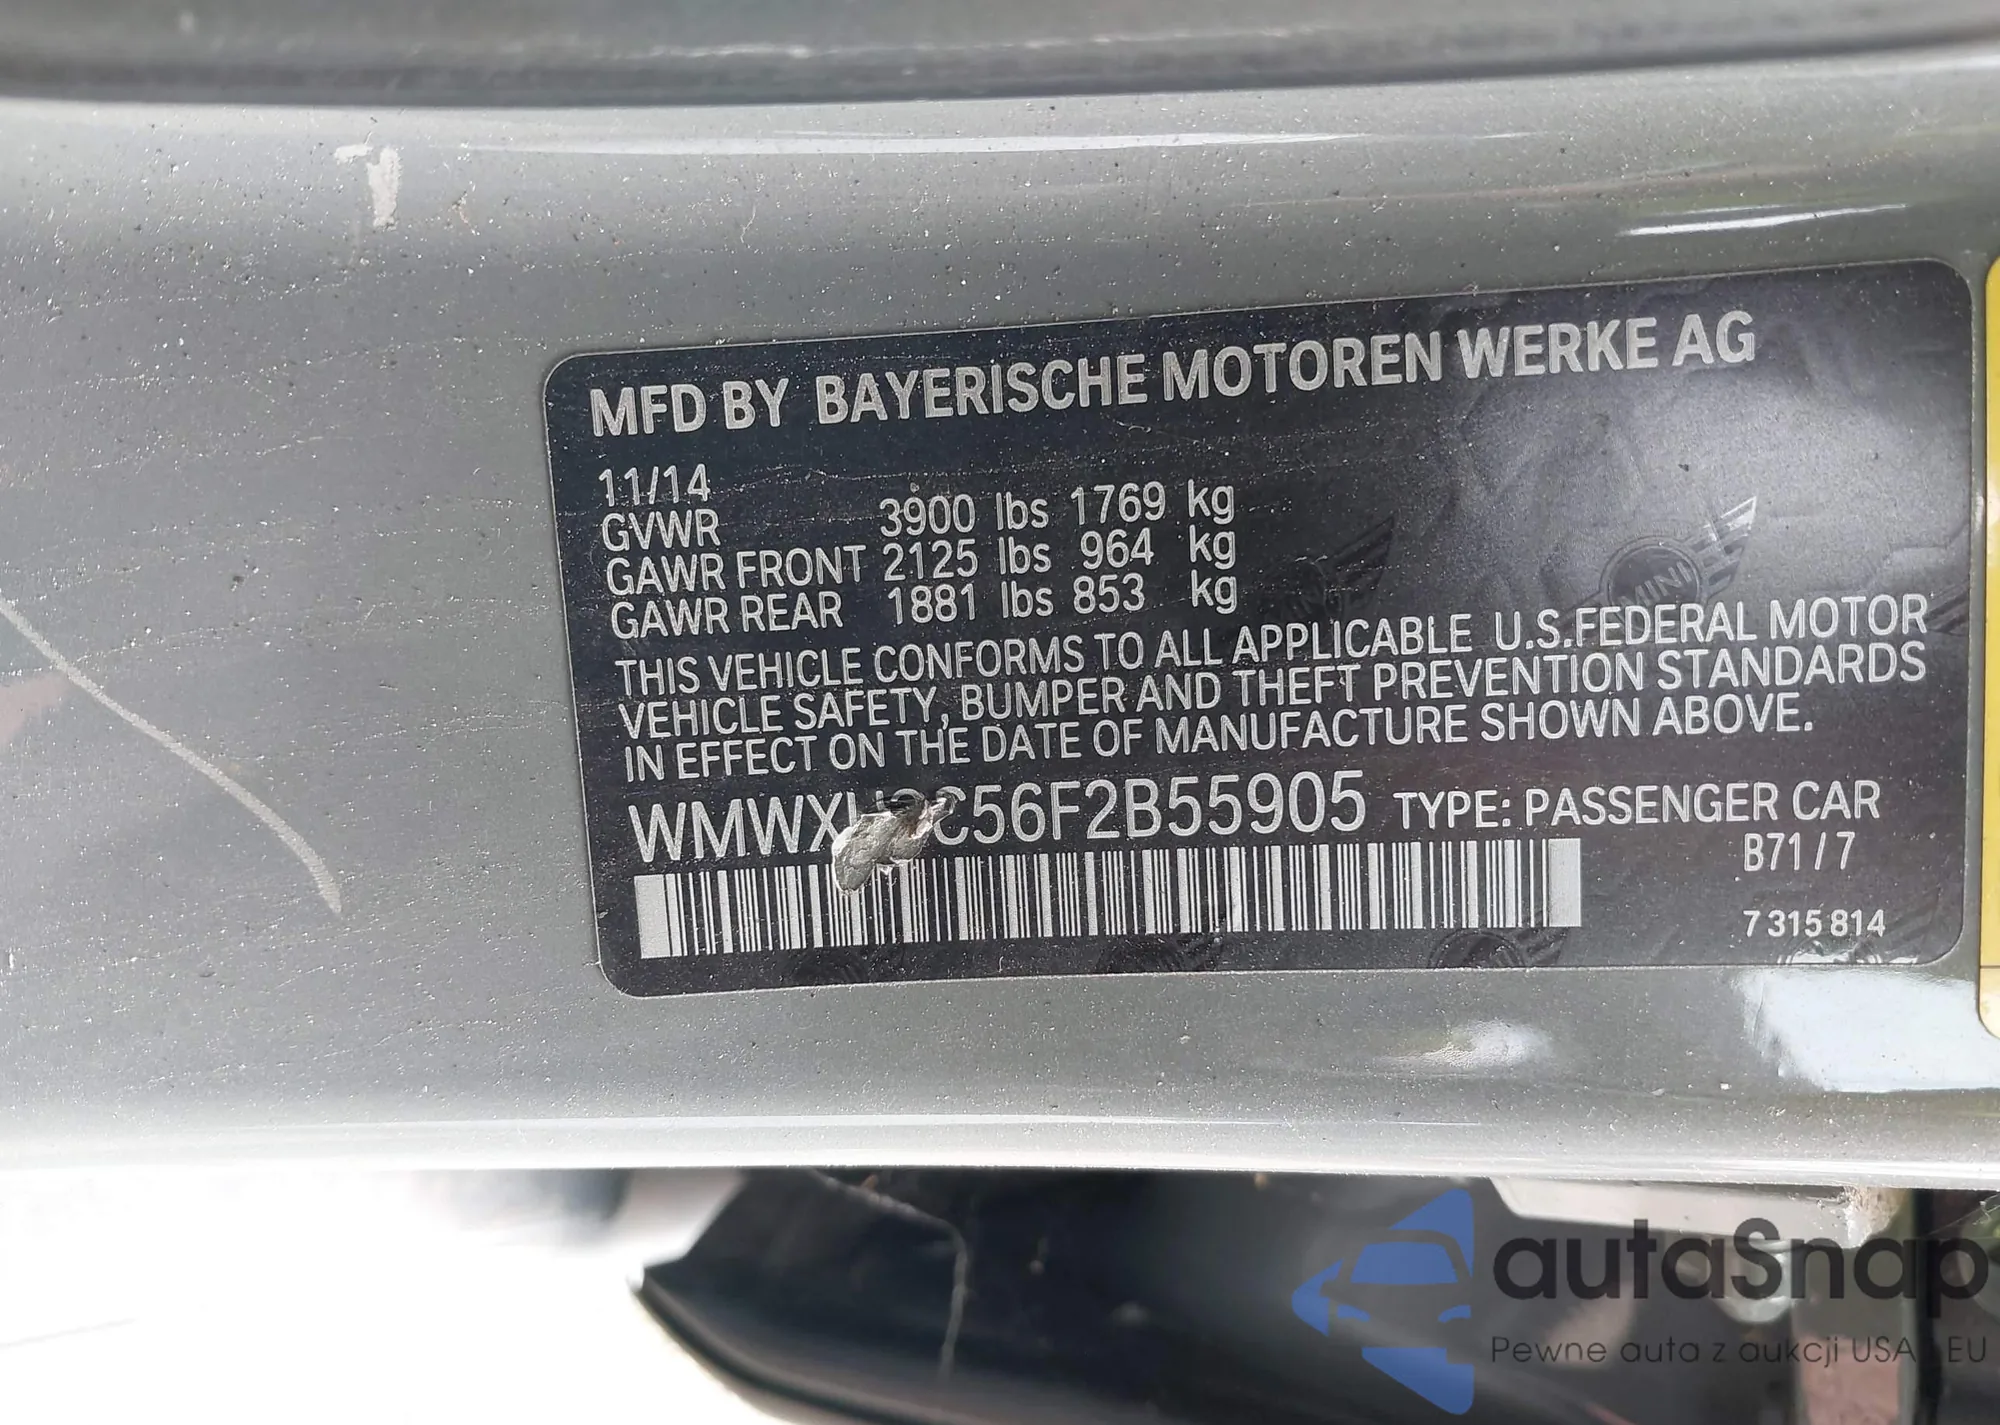 MFD BY BAYERISCHE MOTOREN WERKE AG
11/14
GVWR 3900 lbs 1769 kg
GAWR FRONT 2125 lbs 964 kg
GAWR REAR 1881 lbs 853 kg
THIS VEHICLE CONFORMS TO ALL APPLICABLE U.S.FEDERAL MOTOR
VEHICLE SAFETY, BUMPER AND THEFT PREVENTION STANDARDS
IN EFFECT ON THE DATE OF MANUFACTURE SHOWN ABOVE.
WMWXU3C56F2B55905 TYPE: PASSENGER CAR
B71/7
7 315 814
MINI
autaSnap
Pewne auta z aukcji USA i EU